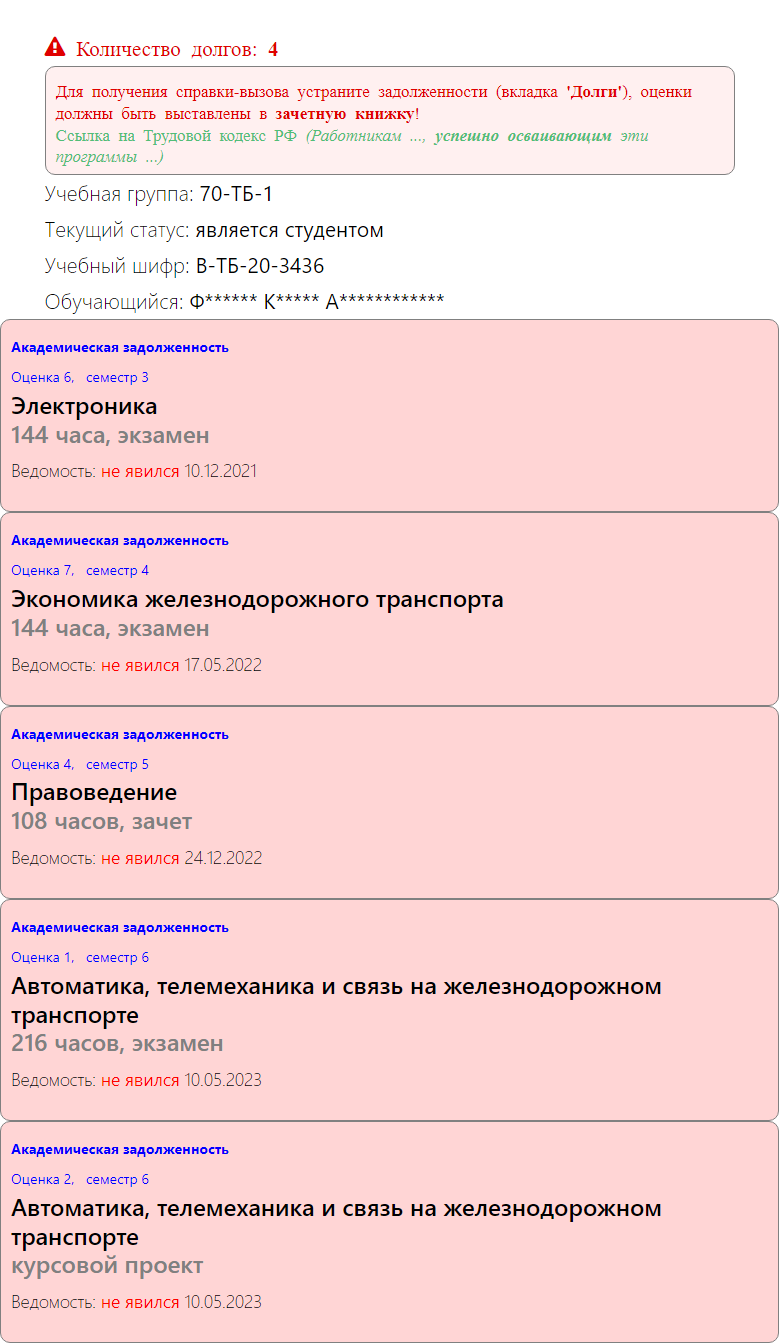 Количество долгов: 4
Для получения справки-вызова устраните задолженности (вкладка 'Долги'), оценки
должны быть выставлены в зачетную книжку!
Ссылка на Трудовой кодекс РФ (Работникам ..., успешно осваивающим эти
программы ...)
Учебная группа: 70-ТБ-1
Текущий статус: является студентом
Учебный шифр: В-ТБ-20-3436
Обучающийся: Ф****** К***** А************
Академическая задолженность
Оценка 6, семестр 3
Электроника
144 часа, экзамен
Ведомость: не явился 10.12.2021
Академическая задолженность
Оценка 7, семестр 4
Экономика железнодорожного транспорта
144 часа, экзамен
Ведомость: не явился 17.05.2022
Академическая задолженность
Оценка 4, семестр 5
Правоведение
108 часов, зачет
Ведомость: не явился 24.12.2022
Академическая задолженность
Оценка 1, семестр 6
Автоматика, телемеханика и связь на железнодорожном
транспорте
216 часов, экзамен
Ведомость: не явился 10.05.2023
Академическая задолженность
Оценка 2, семестр 6
Автоматика, телемеханика и связь на железнодорожном
транспорте
курсовой проект
Ведомость: не явился 10.05.2023